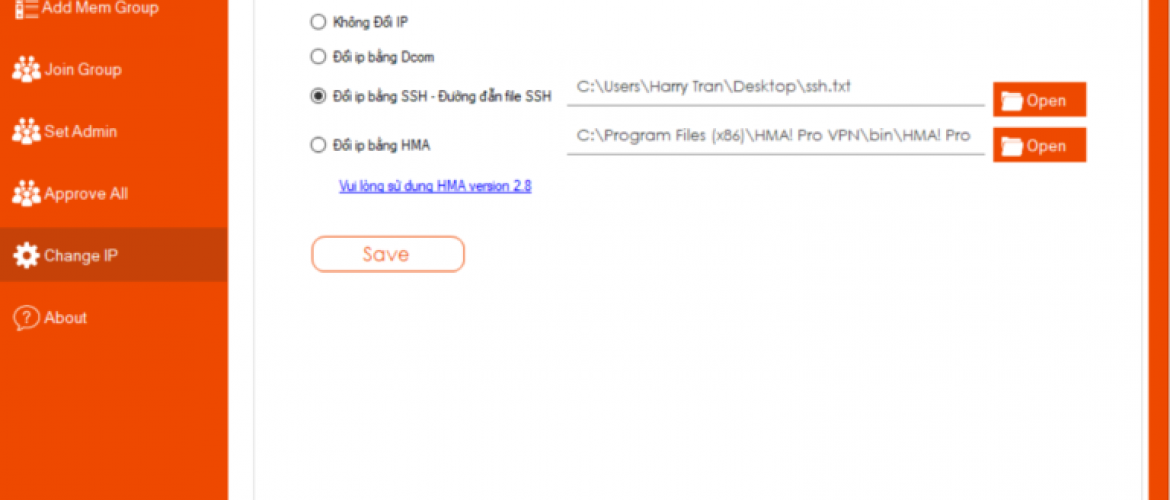 Add Mem Group
Join Group
Set Admin
Approve All
Change IP
About
Không Đổi IP
Đổi ip bằng Dcom
Đổi ip bằng SSH - Đường dẫn file SSH
C:\Users\Harry Tran\Desktop\ssh.txt
Open
Đổi ip bằng HMA
C:\Program Files (x86)\HMA! Pro VPN\bin\HMA! Pro
Open
Vui lòng sử dụng HMA version 2.8
Save